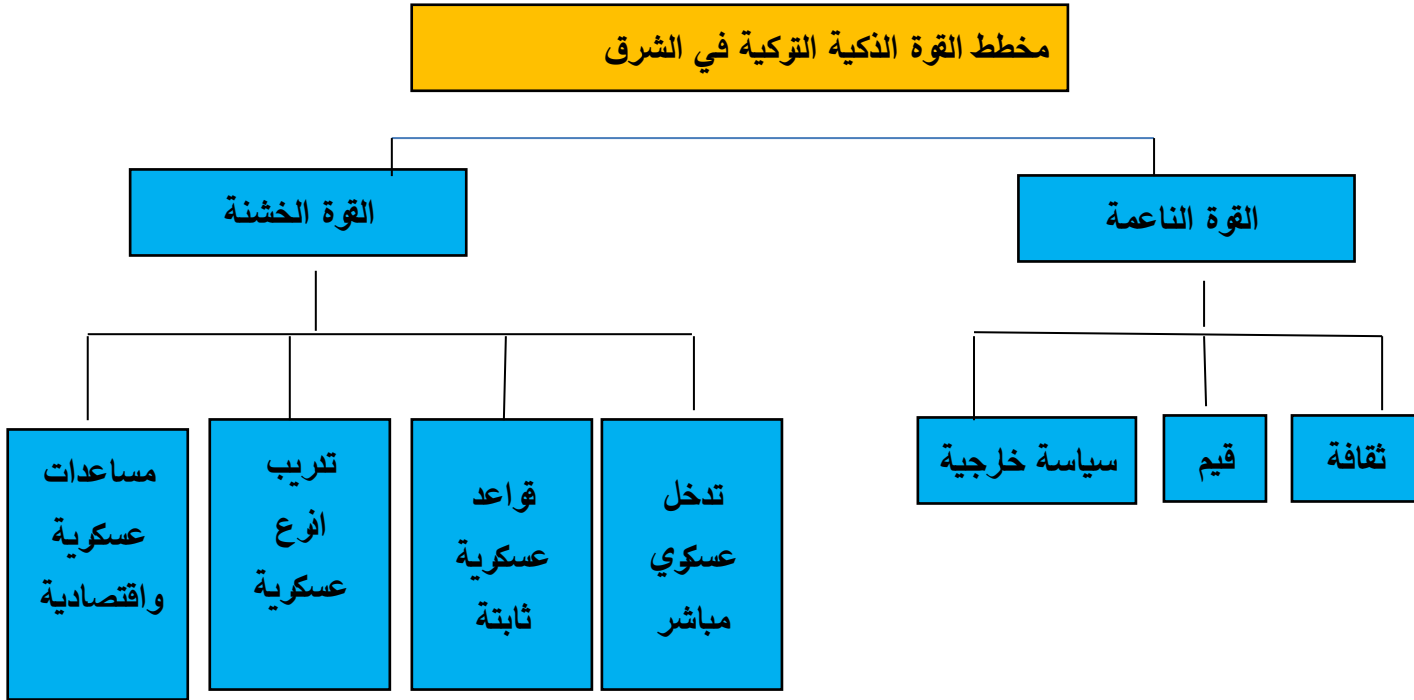 مخطط القوة الذكية التركية في الشرق
القوة الناعمة
القوة الخشنة
ثقافة
قيم
سياسة خارجية
تدخل
عسكري
مباشر
قواعد
عسكرية
ثابتة
تدريب
انرع
عسكرية
مساعدات
عسكرية
واقتصادية